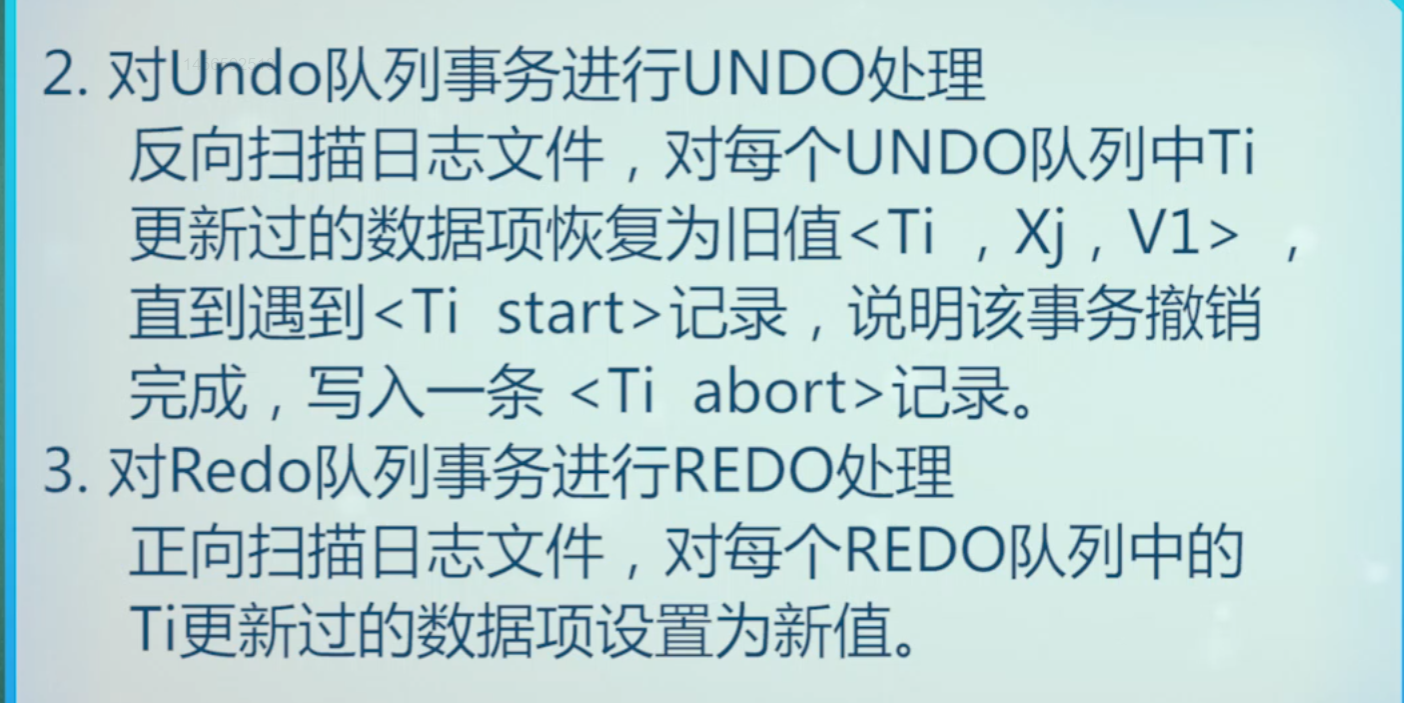 2. 对Undo队列事务进行UNDO处理
反向扫描日志文件，对每个UNDO队列中Ti
更新过的数据项恢复为旧值<Ti ，Xj，V1> ，
直到遇到<Ti start>记录，说明该事务撤销
完成，写入一条 <Ti abort>记录。
3. 对Redo队列事务进行REDO处理
正向扫描日志文件，对每个REDO队列中的
Ti更新过的数据项设置为新值。